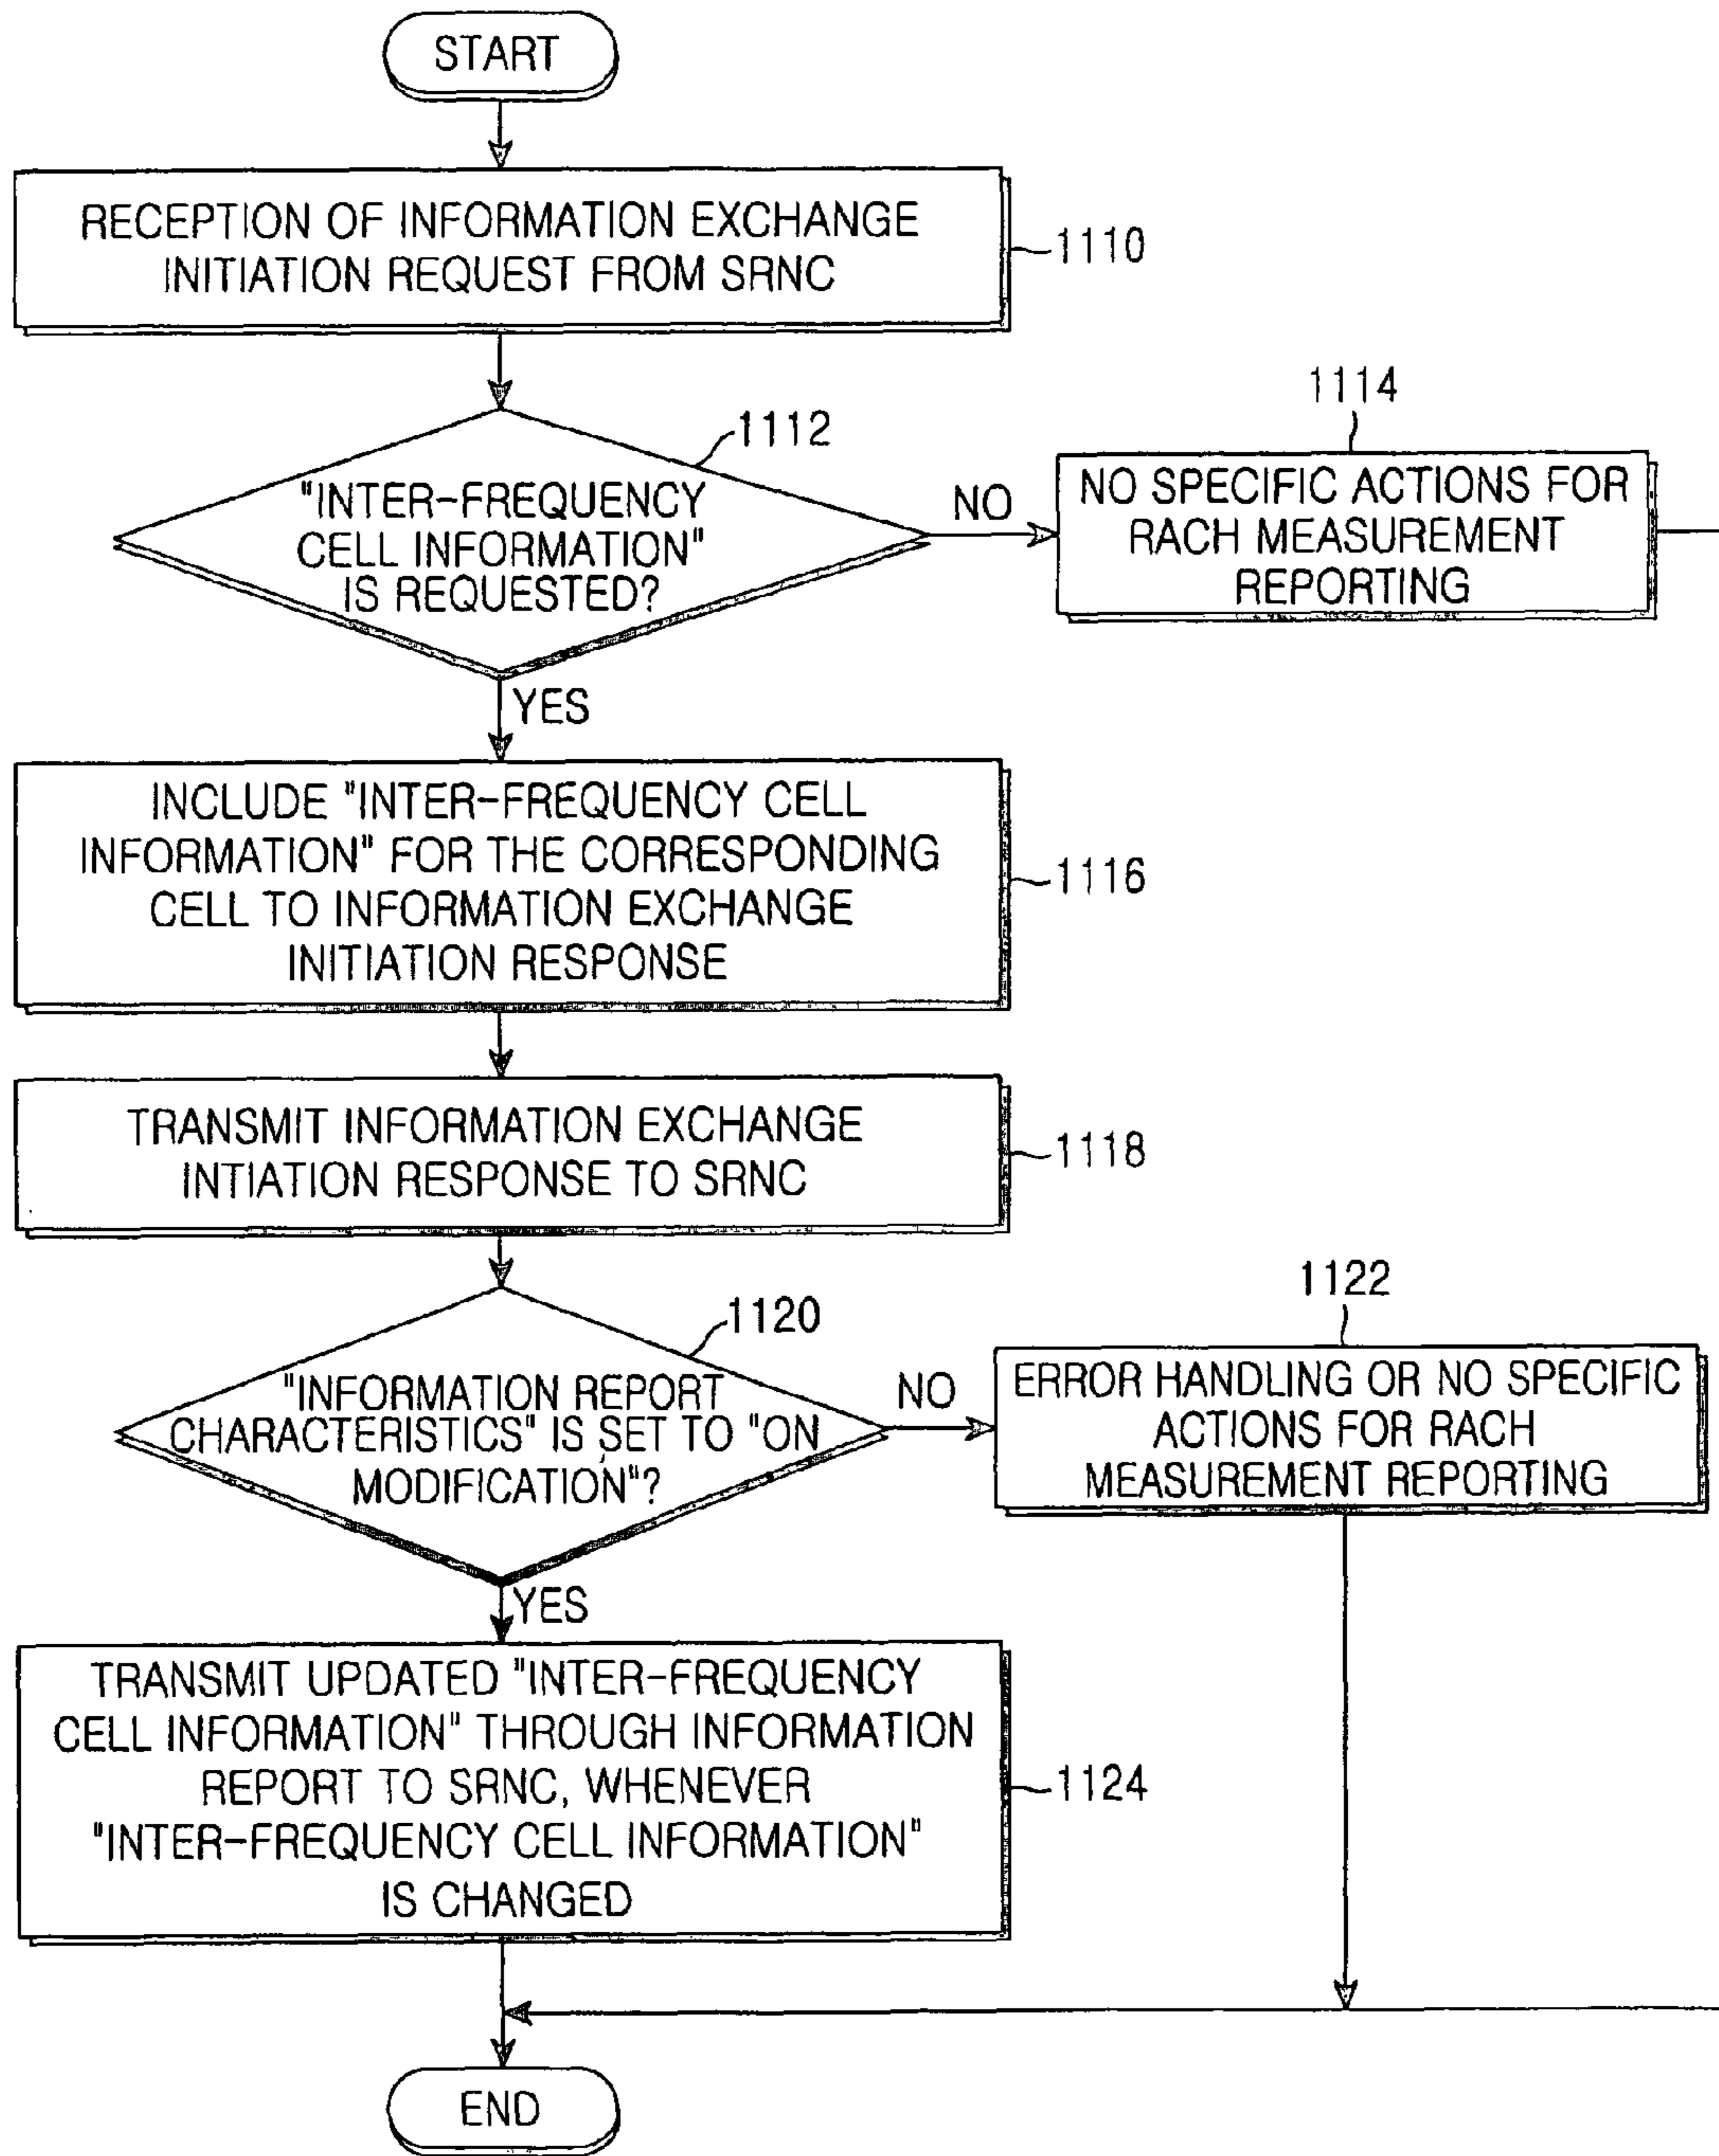 START
RECEPTION OF INFORMATION EXCHANGE
INITIATION REQUEST FROM SRNC
1110
1112
"INTER-FREQUENCY
CELL INFORMATION"
IS REQUESTED?
NO
1114
NO SPECIFIC ACTIONS FOR
RACH MEASUREMENT
REPORTING
YES
INCLUDE "INTER-FREQUENCY CELL
INFORMATION" FOR THE CORRESPONDING
CELL TO INFORMATION EXCHANGE
INITIATION RESPONSE
1116
TRANSMIT INFORMATION EXCHANGE
INTIATION RESPONSE TO SRNC
1118
1120
"INFORMATION REPORT
CHARACTERISTICS" IS SET TO "ON
MODIFICATION"?
NO
1122
ERROR HANDLING OR NO SPECIFIC
ACTIONS FOR RACH
MEASUREMENT REPORTING
YES
TRANSMIT UPDATED "INTER-FREQUENCY
CELL INFORMATION" THROUGH INFORMATION
REPORT TO SRNC, WHENEVER
"INTER-FREQUENCY CELL INFORMATION"
IS CHANGED
1124
END